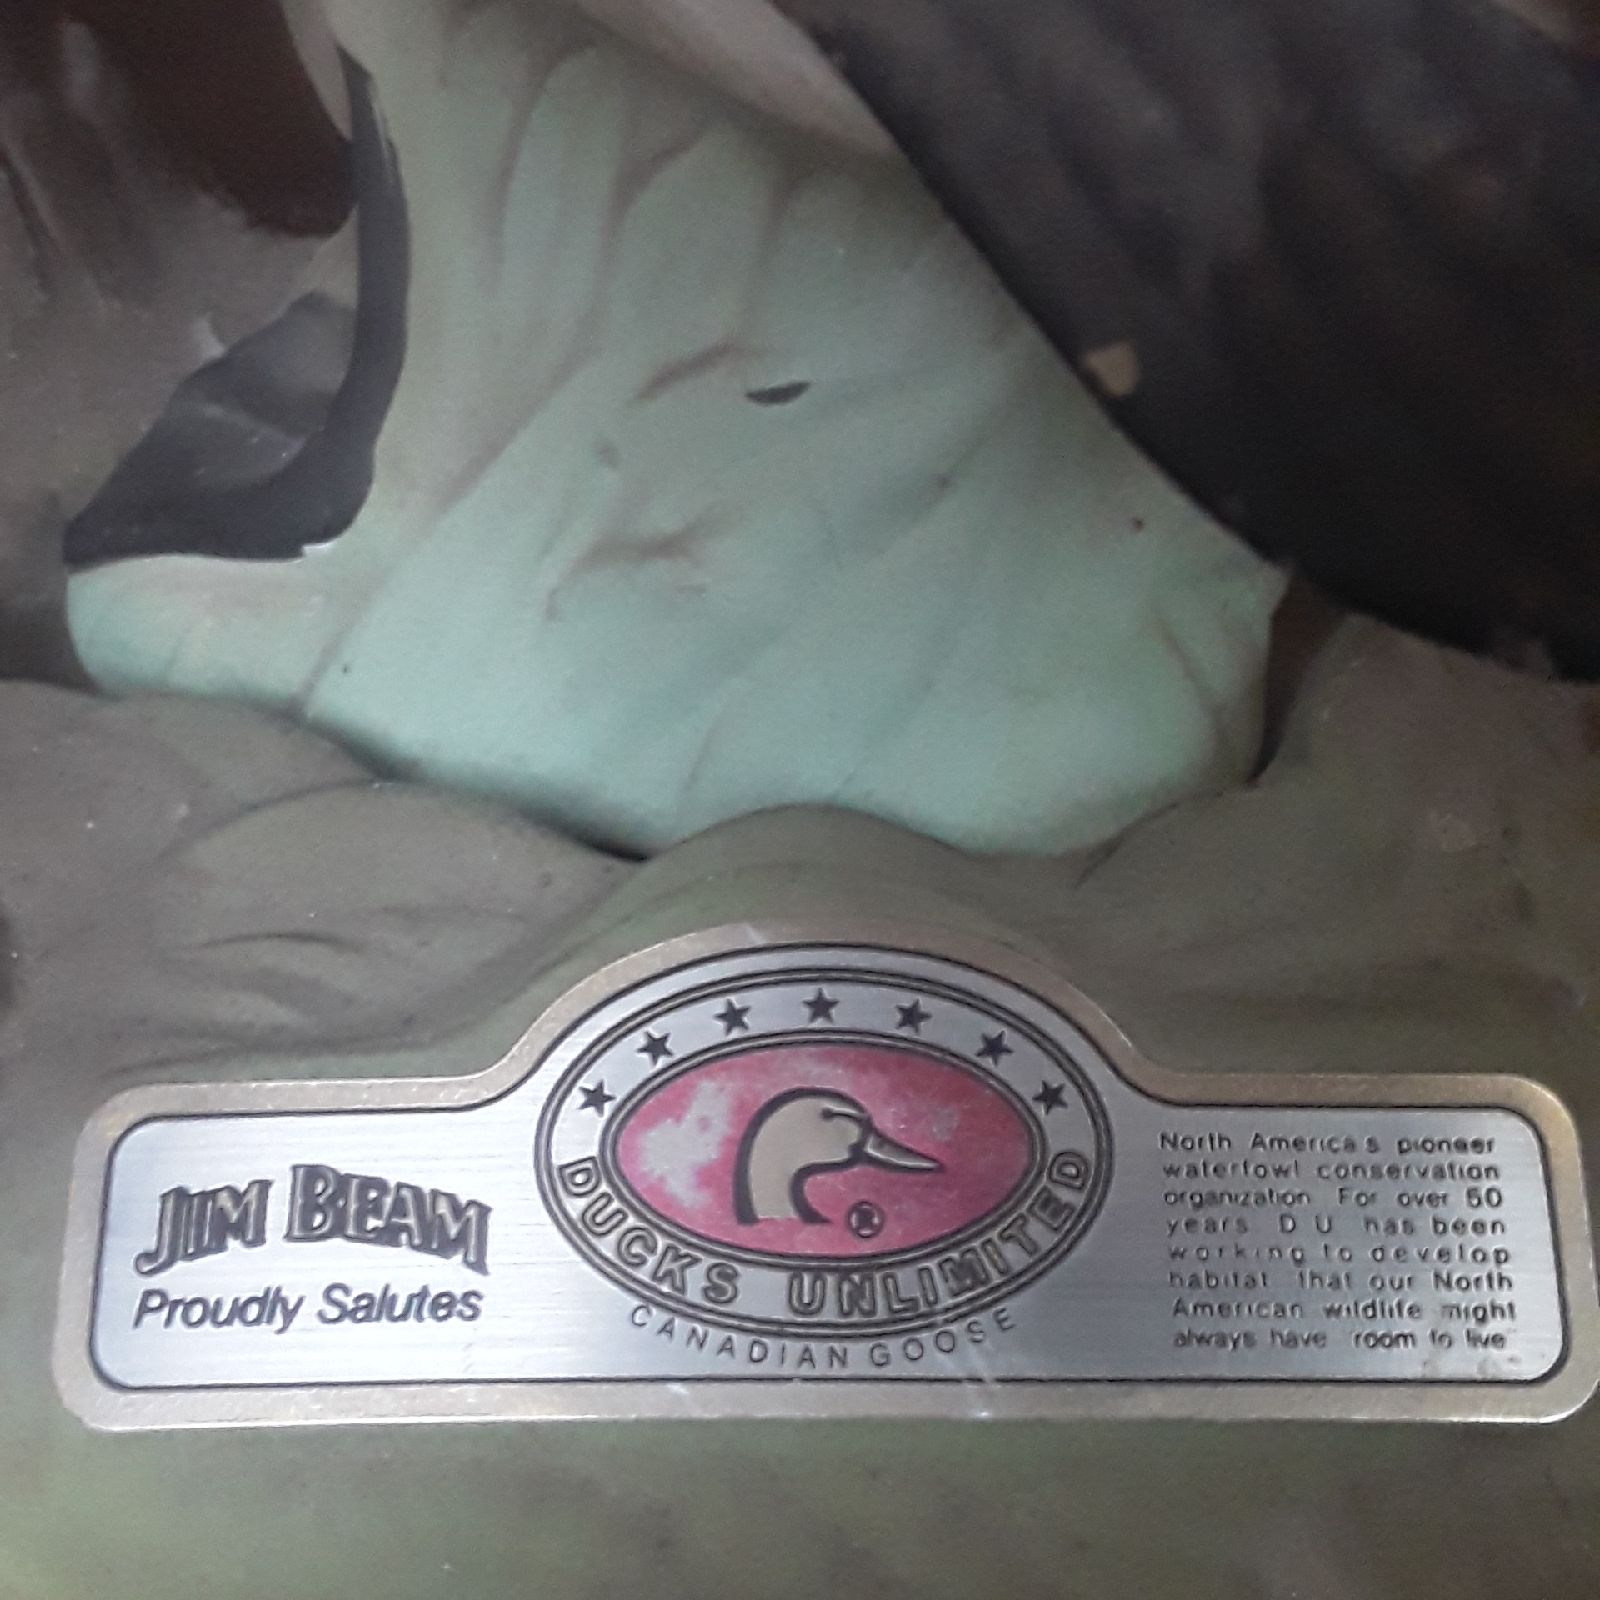 JIM BEAM
Proudly Salutes
DUCKS UNLIMITED
®
CANADIAN GOOSE
North America's pioneer
waterfowl conservation
organization For over 50
years D U has been
working to develop
habitat that our North
American wildlife might
always have "room to live"